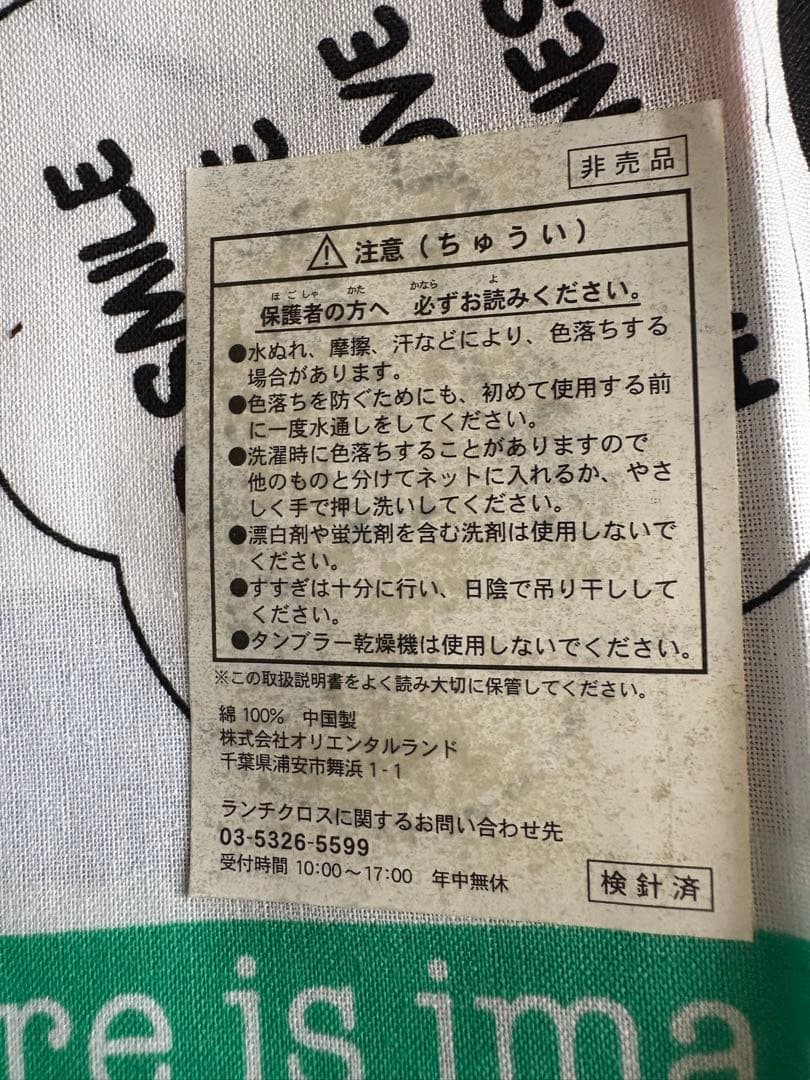 SMILE
非売品
注意(ちゅうい)
保護者の方へ 必ずお読みください。
ほごしゃ かた かなら よ
●水ぬれ、摩擦、汗などにより、色落ちする
場合があります。
●色落ちを防ぐためにも、初めて使用する前
に一度水通しをしてください。
●洗濯時に色落ちすることがありますので
他のものと分けてネットに入れるか、やさ
しく手で押し洗いしてください。
●漂白剤や蛍光剤を含む洗剤は使用しないで
ください。
●すすぎは十分に行い、日陰で吊り干しして
ください。
●タンブラー乾燥機は使用しないでください。
※この取扱説明書をよく読み大切に保管してください。
綿100% 中国製
株式会社オリエンタルランド
千葉県浦安市舞浜1-1
ランチクロスに関するお問い合わせ先
03-5326-5599
受付時間 10:00～17:00 年中無休
検針済
re is ima